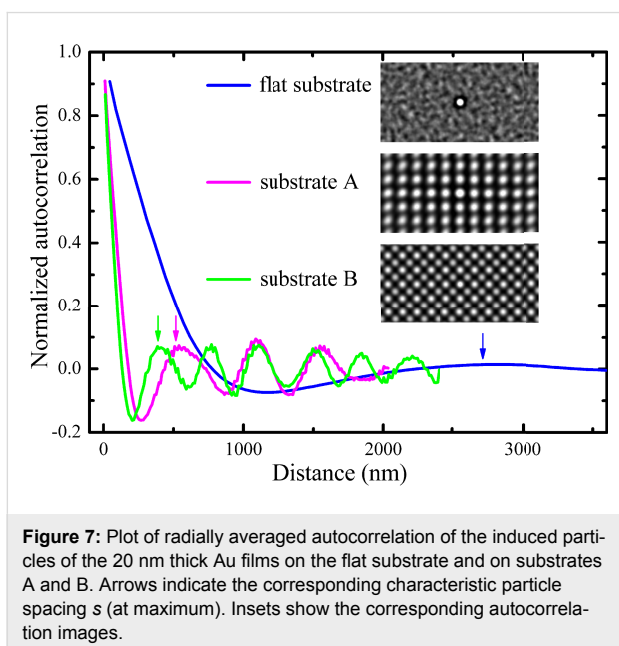 1.0
0.8
0.6
0.4
0.2
0.0
-0.2
Normalized autocorrelation
flat substrate
substrate A
substrate B
0 1000 2000 3000
Distance (nm)
Figure 7: Plot of radially averaged autocorrelation of the induced parti-
cles of the 20 nm thick Au films on the flat substrate and on substrates
A and B. Arrows indicate the corresponding characteristic particle
spacing s (at maximum). Insets show the corresponding autocorrela-
tion images.